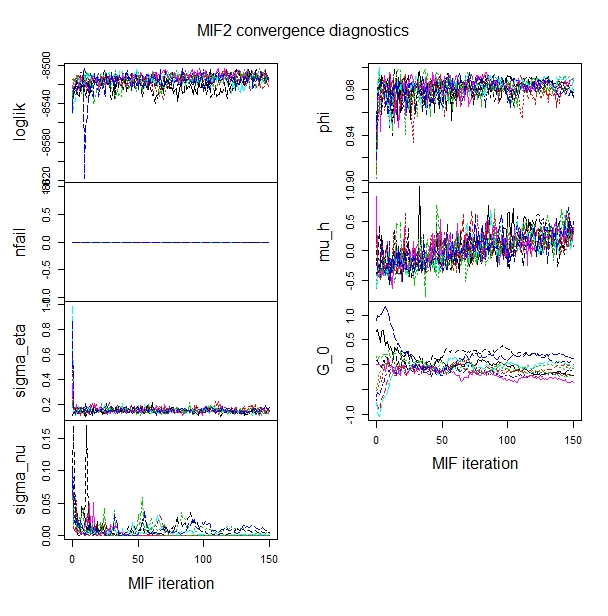 MIF2 convergence diagnostics
loglik
-8620 -8580 -8540 -8500
nfail
-1.0 -0.5 0.0 0.5 1.0
sigma_eta
0.2 0.4 0.6 0.8 1.0
sigma_nu
0.00 0.05 0.10 0.15
0 50 100 150
MIF iteration
phi
0.90 0.94 0.98
mu_h
-0.5 0.0 0.5 1.0
G_0
-1.0 0.0 0.5 1.0
0 50 100 150
MIF iteration